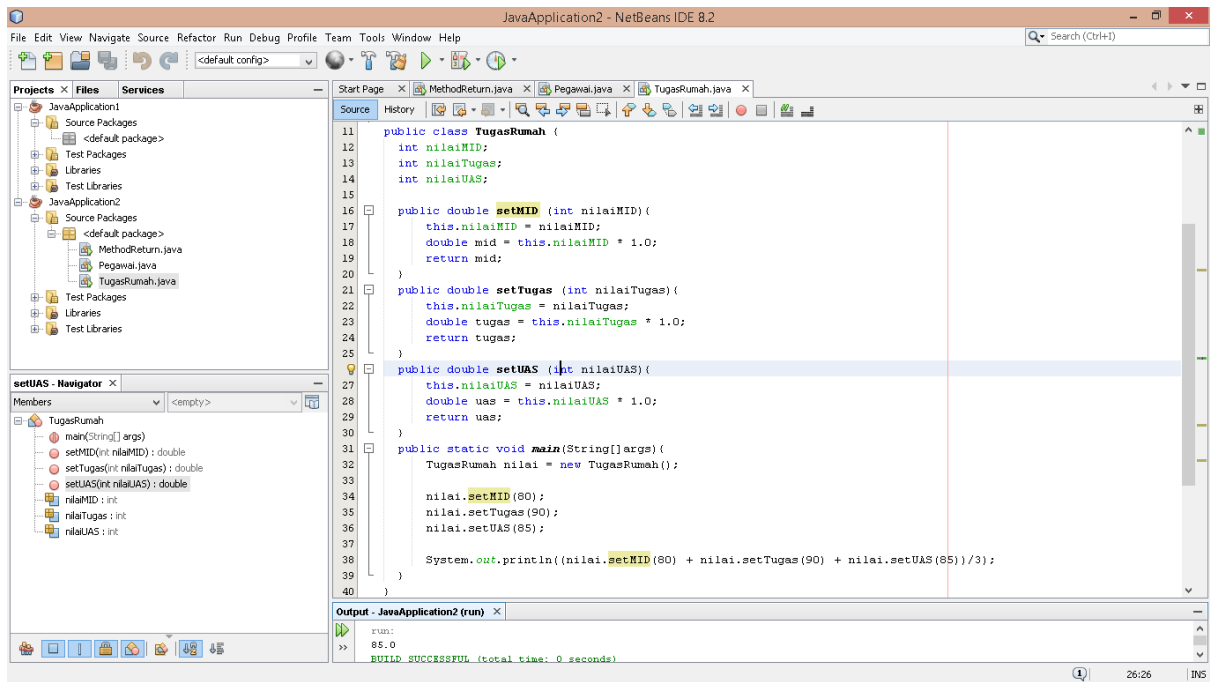 JavaApplication2 - NetBeans IDE 8.2
File Edit View Navigate Source Refactor Run Debug Profile Team Tools Window Help
Search (Ctrl+I)
<default config>
Projects Files Services
JavaApplication1
Source Packages
<default package>
Test Packages
Libraries
Test Libraries
JavaApplication2
Source Packages
<default package>
MethodReturn.java
Pegawai.java
TugasRumah.java
Test Packages
Libraries
Test Libraries
setUAS - Navigator
Members <empty>
TugasRumah
main(String[] args)
setMID(int nilaiMID) : double
setTugas(int nilaiTugas) : double
setUAS(int nilaiUAS) : double
nilaiMID : int
nilaiTugas : int
nilaiUAS : int
Start Page MethodReturn.java Pegawai.java TugasRumah.java
Source History
11 public class TugasRumah {
12 int nilaiMID;
13 int nilaiTugas;
14 int nilaiUAS;
15
16 public double setMID (int nilaiMID){
17 this.nilaiMID = nilaiMID;
18 double mid = this.nilaiMID * 1.0;
19 return mid;
20 }
21 public double setTugas (int nilaiTugas){
22 this.nilaiTugas = nilaiTugas;
23 double tugas = this.nilaiTugas * 1.0;
24 return tugas;
25 }
public double setUAS (int nilaiUAS){
27 this.nilaiUAS = nilaiUAS;
28 double uas = this.nilaiUAS * 1.0;
29 return uas;
30 }
31 public static void main(String[]args){
32 TugasRumah nilai = new TugasRumah();
33
34 nilai.setMID(80);
35 nilai.setTugas(90);
36 nilai.setUAS(85);
37
38 System.out.println((nilai.setMID(80) + nilai.setTugas(90) + nilai.setUAS(85))/3);
39 }
40 }
Output - JavaApplication2 (run)
run:
85.0
BUILD SUCCESSFUL (total time: 0 seconds)
1 26:26 INS